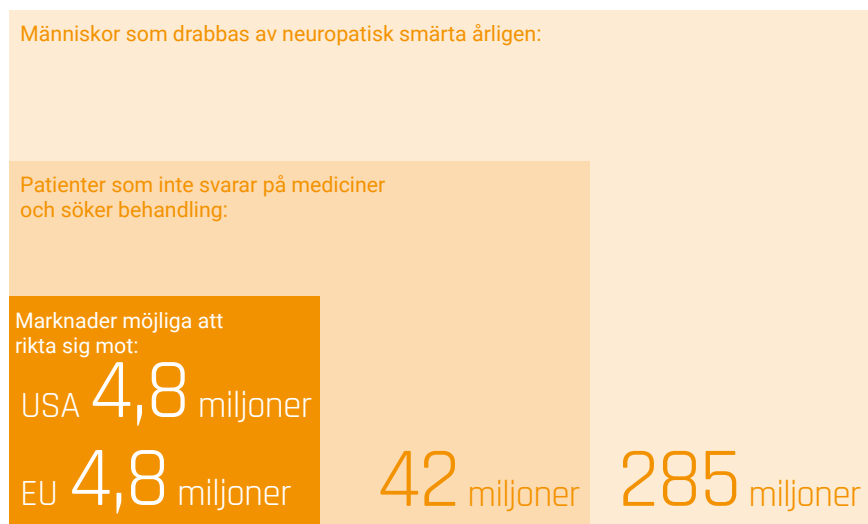 Människor som drabbas av neuropatisk smärta årligen:
Patienter som inte svarar på mediciner
och söker behandling:
Marknader möjliga att
rikta sig mot:
USA 4,8 miljoner
EU 4,8 miljoner
42 miljoner
285 miljoner